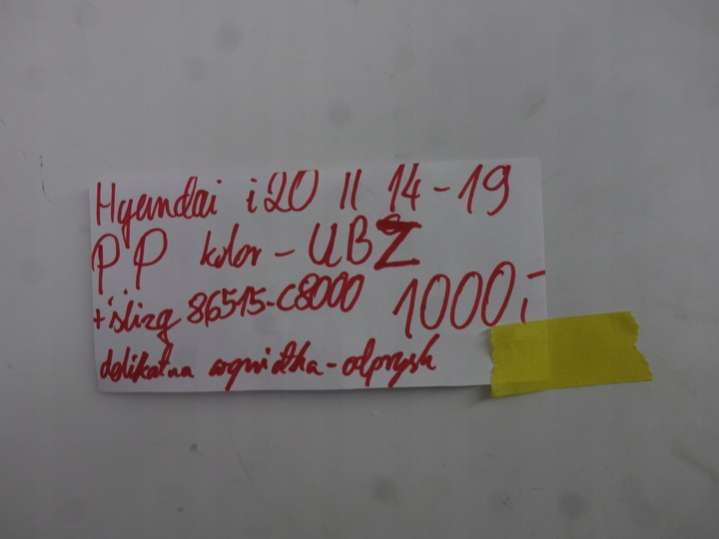 Hyundai i20 II 14-19
PP kolor - UBZ
+ ślizg 86515-C8000 1000,-
delikatna wgniotka - odprysk